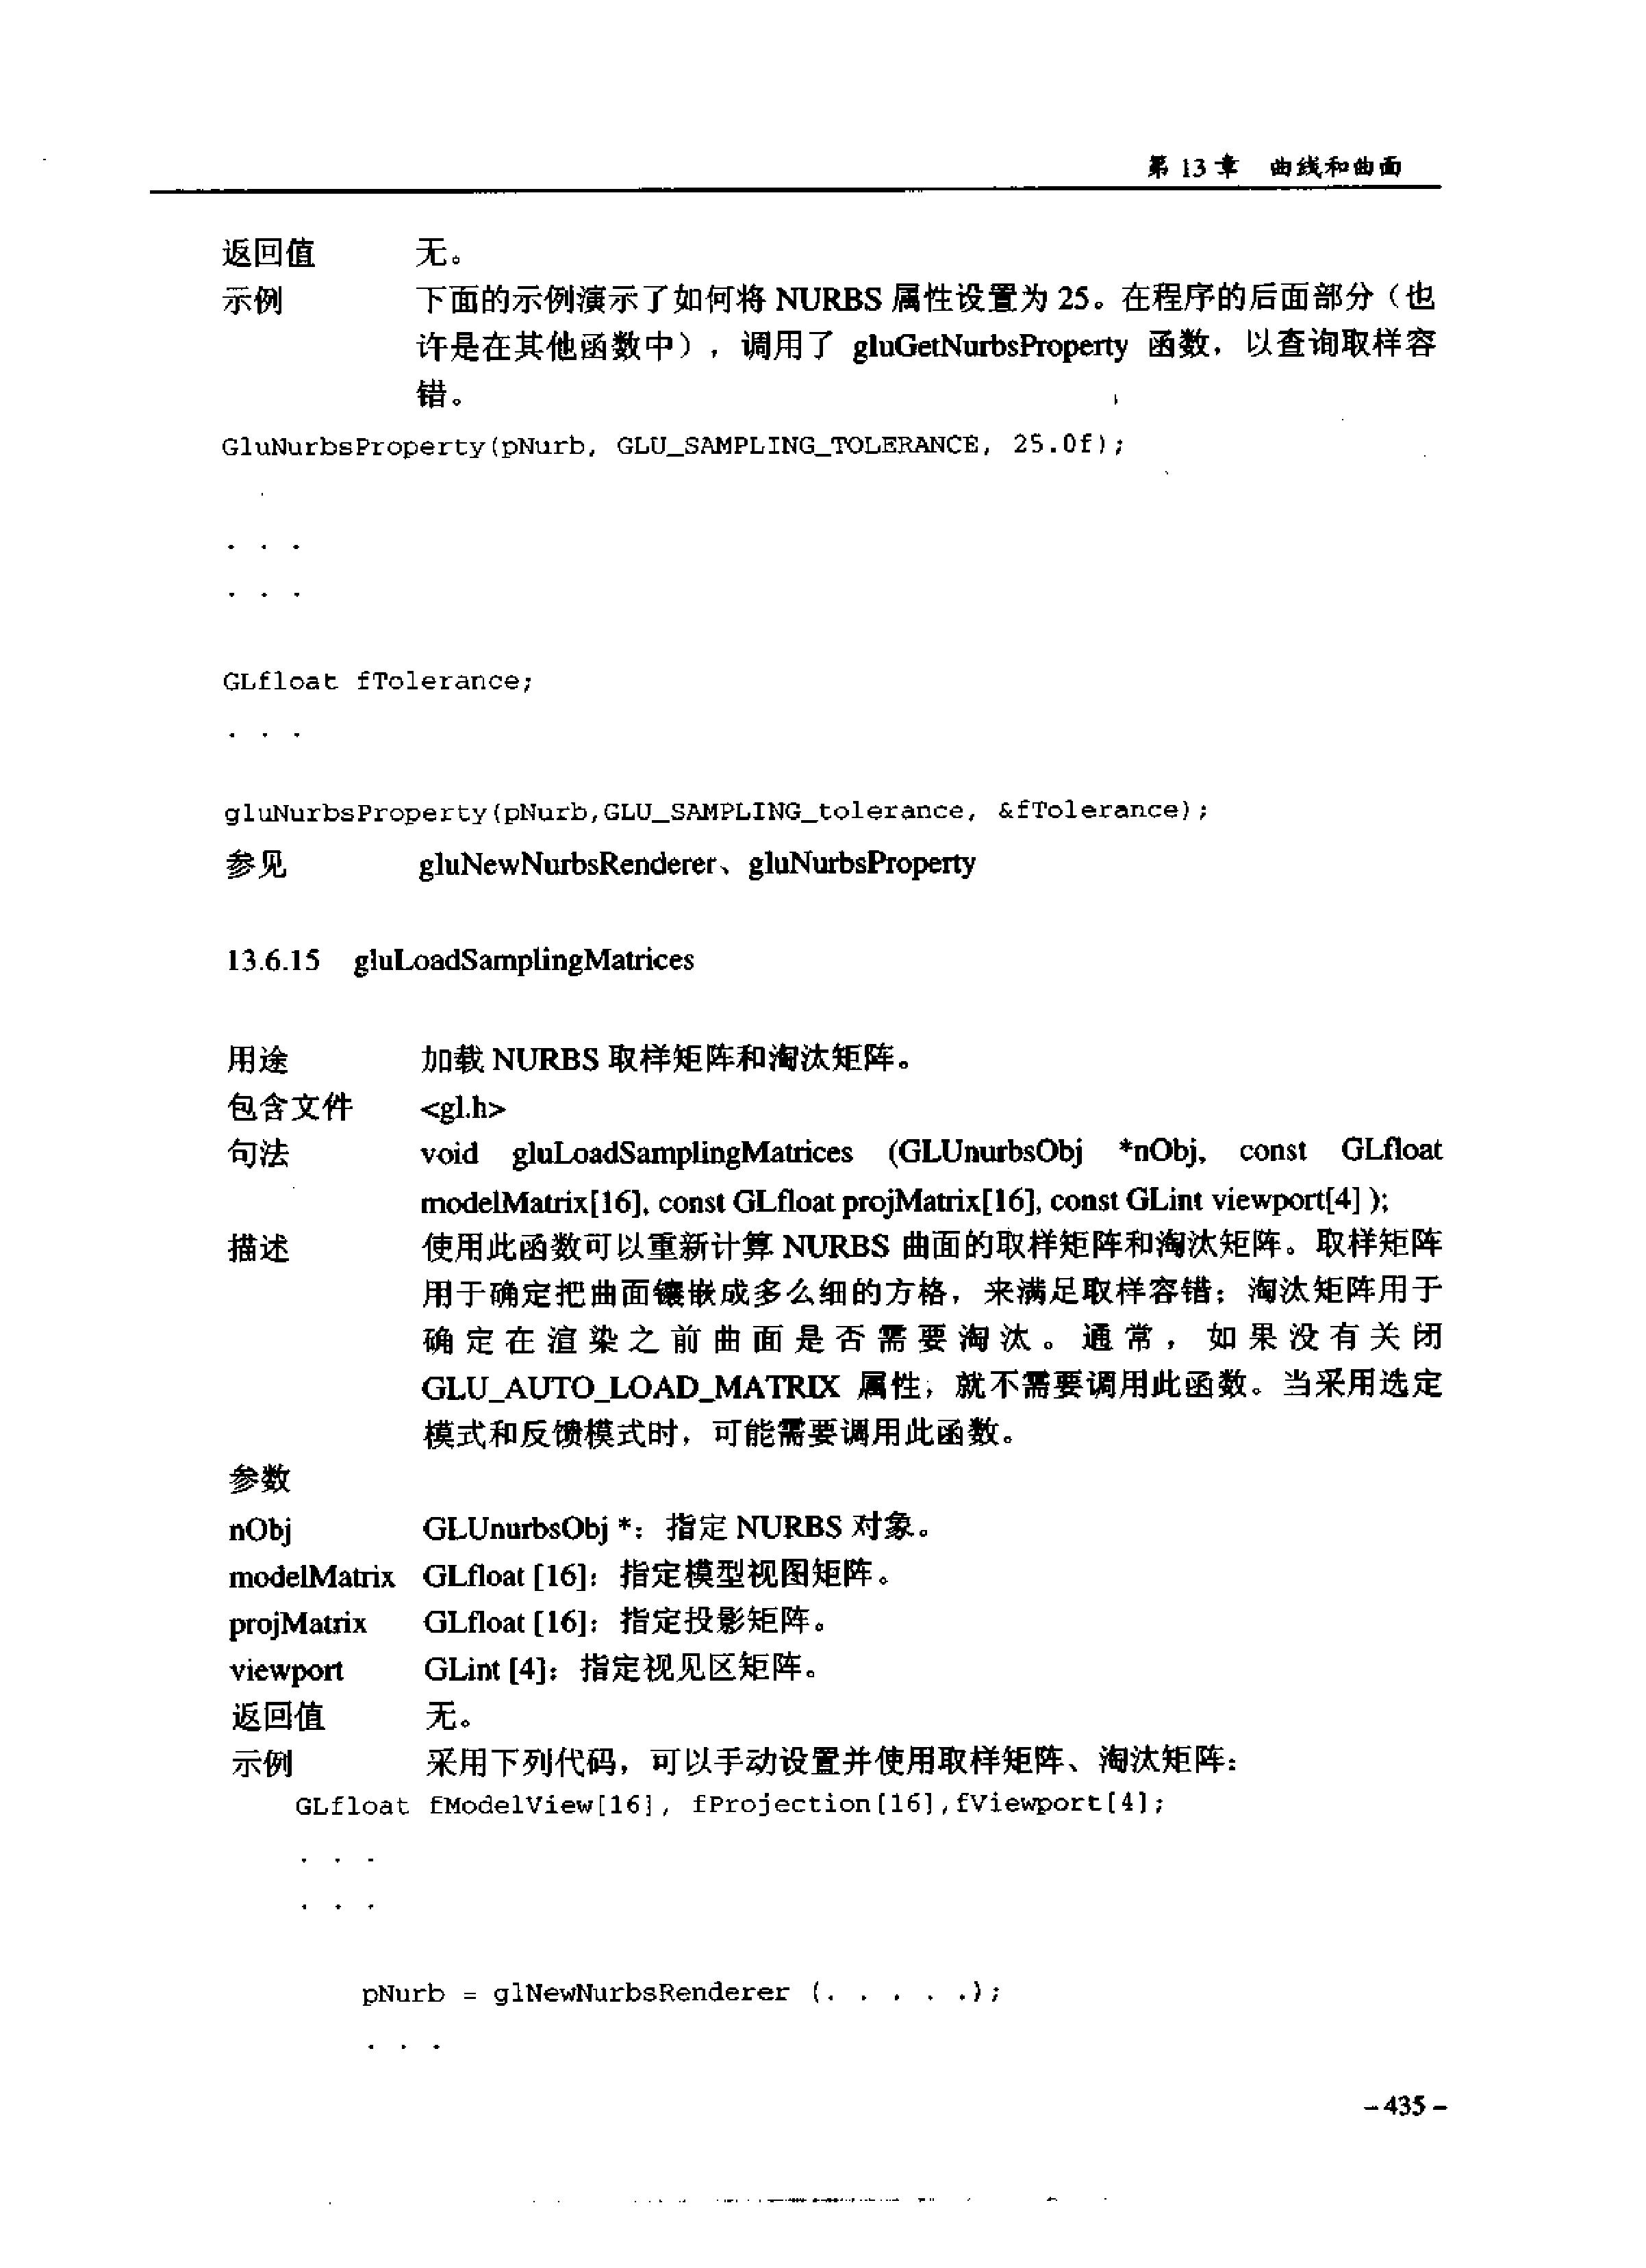 第 13 章 曲线和曲面
返回值 无。
示例 下面的示例演示了如何将 NURBS 属性设置为 25。在程序的后面部分（也
许是在其他函数中），调用了 gluGetNurbsProperty 函数，以查询取样容
错。
GluNurbsProperty(pNurb, GLU_SAMPLING_TOLERANCE, 25.0f);
. . .
. . .
GLfloat fTolerance;
. . .
gluNurbsProperty(pNurb,GLU_SAMPLING_tolerance, &fTolerance);
参见 gluNewNurbsRenderer、gluNurbsProperty
13.6.15 gluLoadSamplingMatrices
用途 加载 NURBS 取样矩阵和淘汰矩阵。
包含文件 <gl.h>
句法 void gluLoadSamplingMatrices (GLUnurbsObj *nObj, const GLfloat
modelMatrix[16], const GLfloat projMatrix[16], const GLint viewport[4] );
描述 使用此函数可以重新计算 NURBS 曲面的取样矩阵和淘汰矩阵。取样矩阵
用于确定把曲面镶嵌成多么细的方格，来满足取样容错；淘汰矩阵用于
确定在渲染之前曲面是否需要淘汰。通常，如果没有关闭
GLU_AUTO_LOAD_MATRIX 属性，就不需要调用此函数。当采用选定
模式和反馈模式时，可能需要调用此函数。
参数
nObj GLUnurbsObj *：指定 NURBS 对象。
modelMatrix GLfloat [16]：指定模型视图矩阵。
projMatrix GLfloat [16]：指定投影矩阵。
viewport GLint [4]：指定视见区矩阵。
返回值 无。
示例 采用下列代码，可以手动设置并使用取样矩阵、淘汰矩阵：
GLfloat fModelView[16], fProjection[16],fViewport[4];
. . .
. . .
pNurb = glNewNurbsRenderer (. . . . .);
. . .
－435－